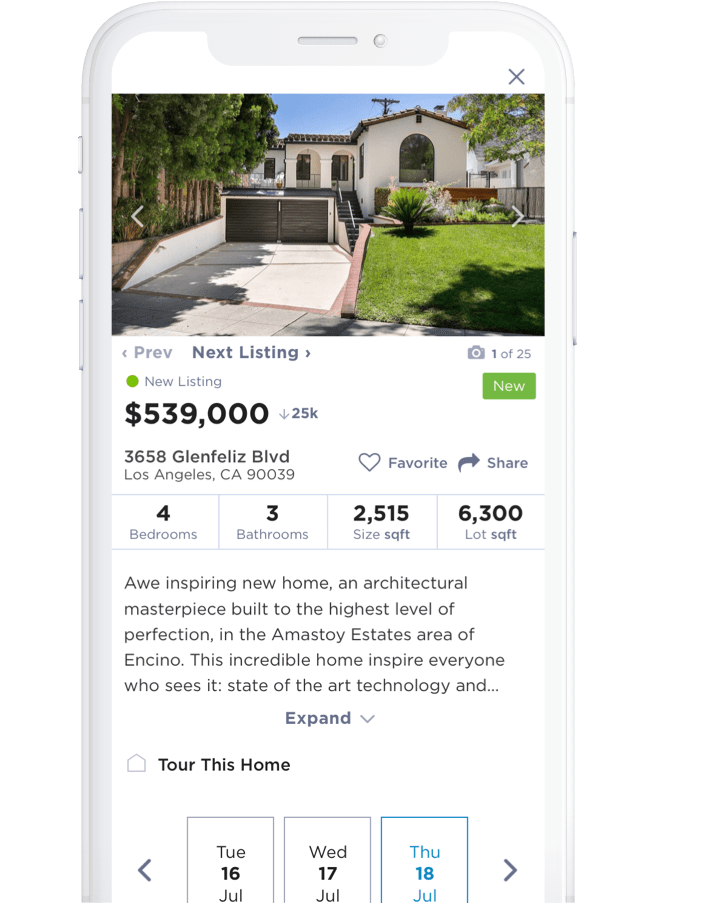 ‹ Prev Next Listing › 1 of 25
New Listing New
$539,000 ↓25k
3658 Glenfeliz Blvd
Los Angeles, CA 90039
Favorite Share
4 3 2,515 6,300
Bedrooms Bathrooms Size sqft Lot sqft
Awe inspiring new home, an architectural
masterpiece built to the highest level of
perfection, in the Amastoy Estates area of
Encino. This incredible home inspire everyone
who sees it: state of the art technology and...
Expand
Tour This Home
Tue Wed Thu
16 17 18
Jul Jul Jul